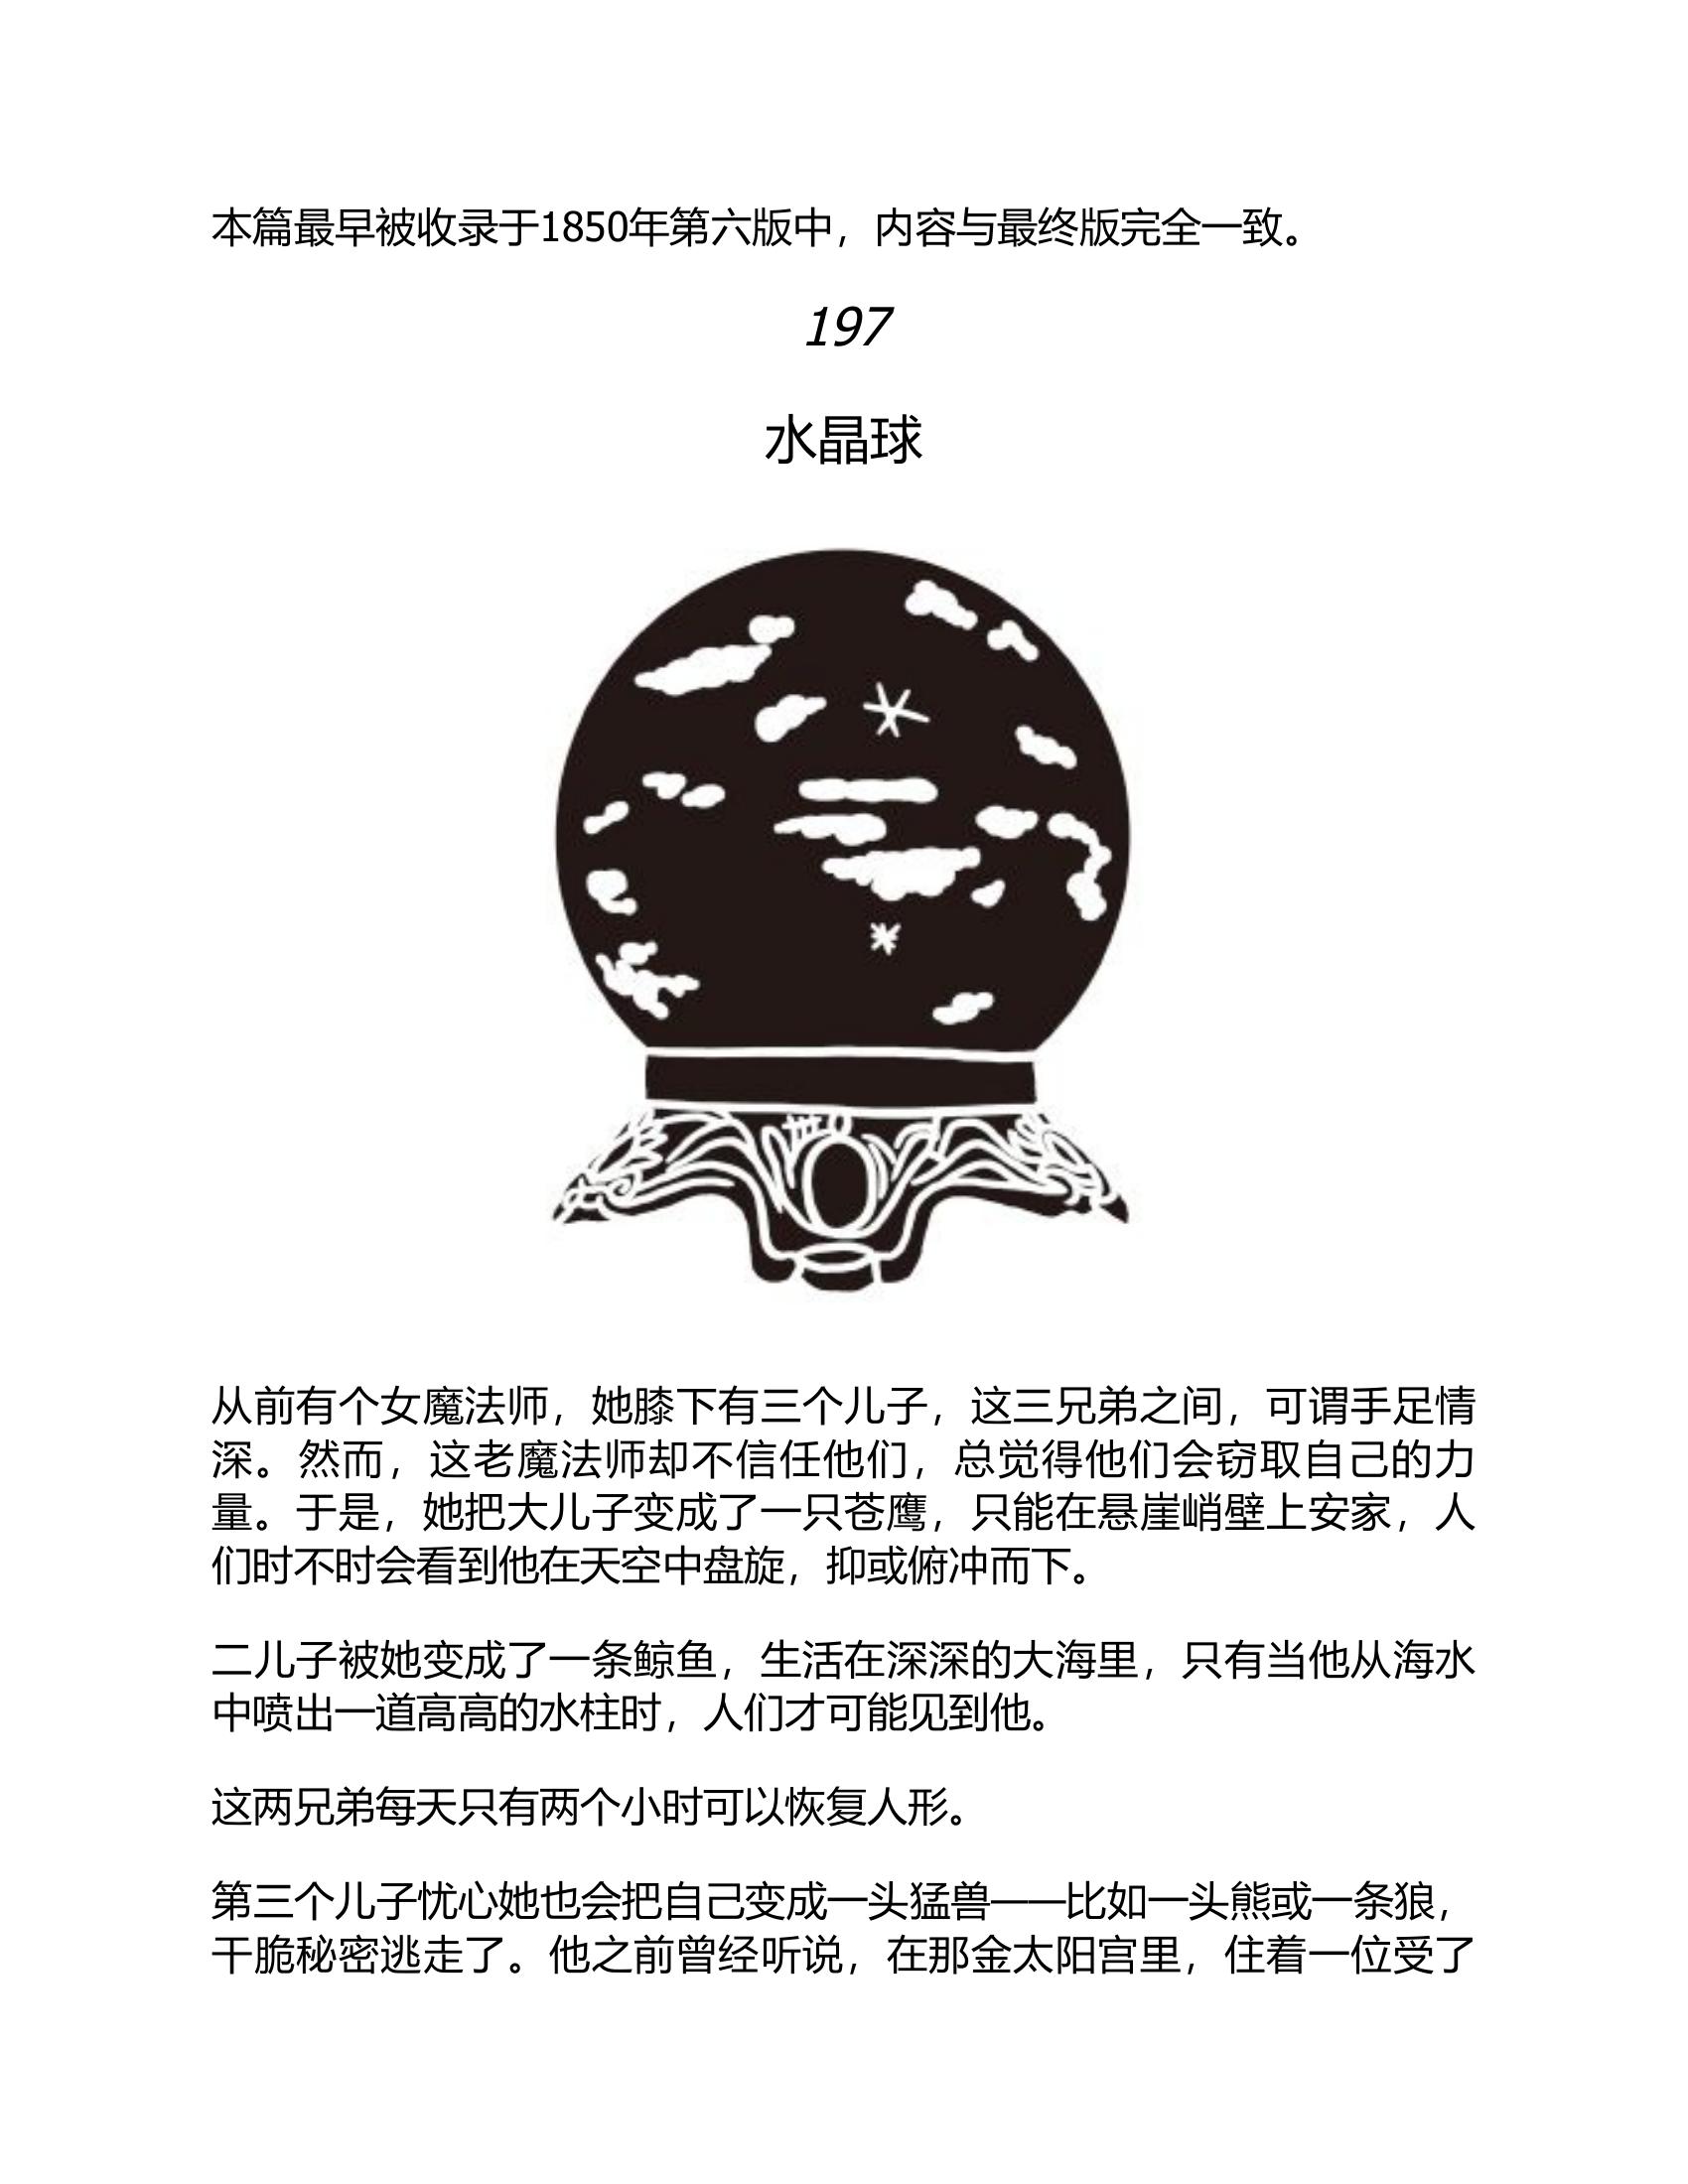 本篇最早被收录于1850年第六版中，内容与最终版完全一致。
197
水晶球
从前有个女魔法师，她膝下有三个儿子，这三兄弟之间，可谓手足情
深。然而，这老魔法师却不信任他们，总觉得他们会窃取自己的力
量。于是，她把大儿子变成了一只苍鹰，只能在悬崖峭壁上安家，人
们时不时会看到他在天空中盘旋，抑或俯冲而下。
二儿子被她变成了一条鲸鱼，生活在深深的大海里，只有当他从海水
中喷出一道高高的水柱时，人们才可能见到他。
这两兄弟每天只有两个小时可以恢复人形。
第三个儿子忧心她也会把自己变成一头猛兽——比如一头熊或一条狼，
干脆秘密逃走了。他之前曾经听说，在那金太阳宫里，住着一位受了